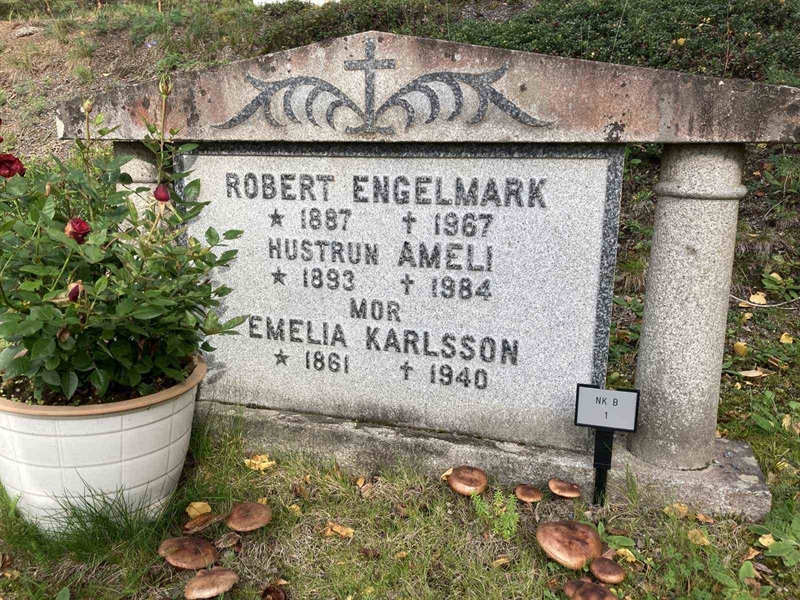 ROBERT ENGELMARK
★ 1887 ✝ 1967
HUSTRUN AMELI
★ 1893 ✝ 1984
MOR
EMELIA KARLSSON
★ 1861 ✝ 1940
NK B
1